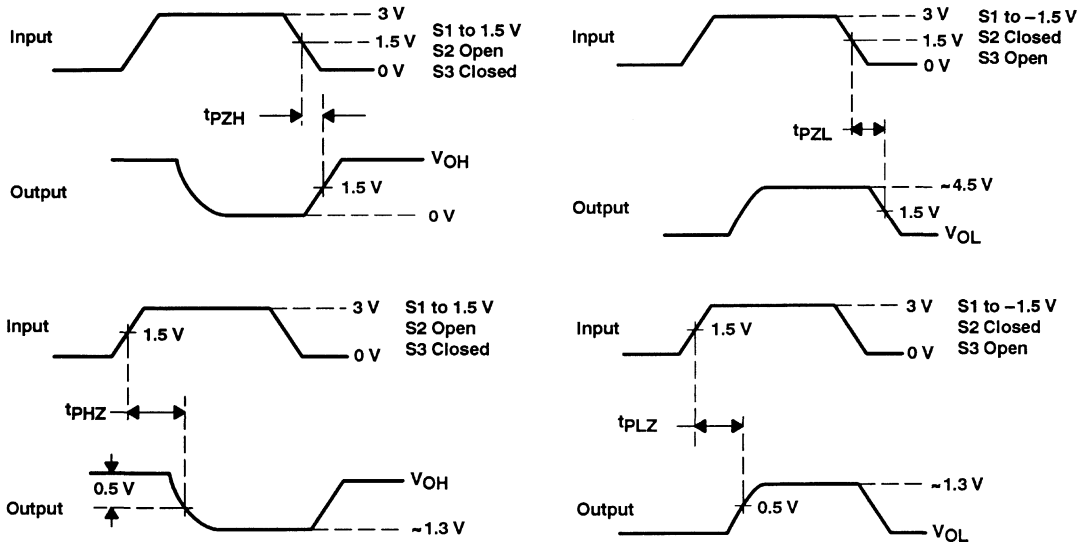 Input
3 V
1.5 V
0 V
S1 to 1.5 V
S2 Open
S3 Closed
tPZH
Output
VOH
1.5 V
0 V
Input
3 V
1.5 V
0 V
S1 to −1.5 V
S2 Closed
S3 Open
tPZL
Output
≈4.5 V
1.5 V
VOL
Input
1.5 V
3 V
0 V
S1 to 1.5 V
S2 Open
S3 Closed
tPHZ
0.5 V
Output
VOH
≈1.3 V
Input
1.5 V
3 V
0 V
S1 to −1.5 V
S2 Closed
S3 Open
tPLZ
Output
≈1.3 V
0.5 V
VOL